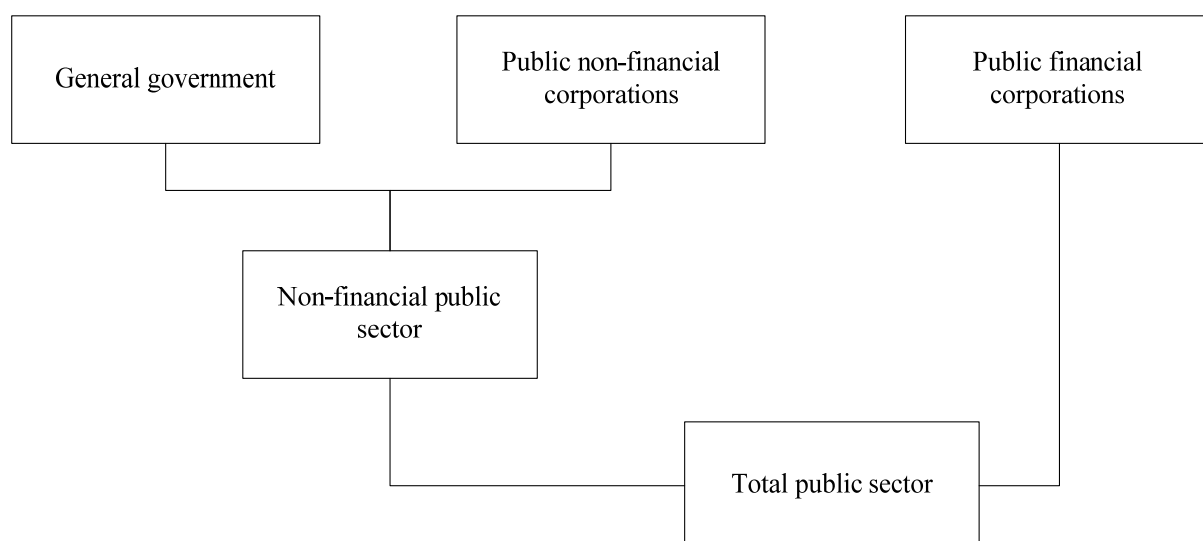 General government
Public non-financial
corporations
Public financial
corporations
Non-financial public
sector
Total public sector